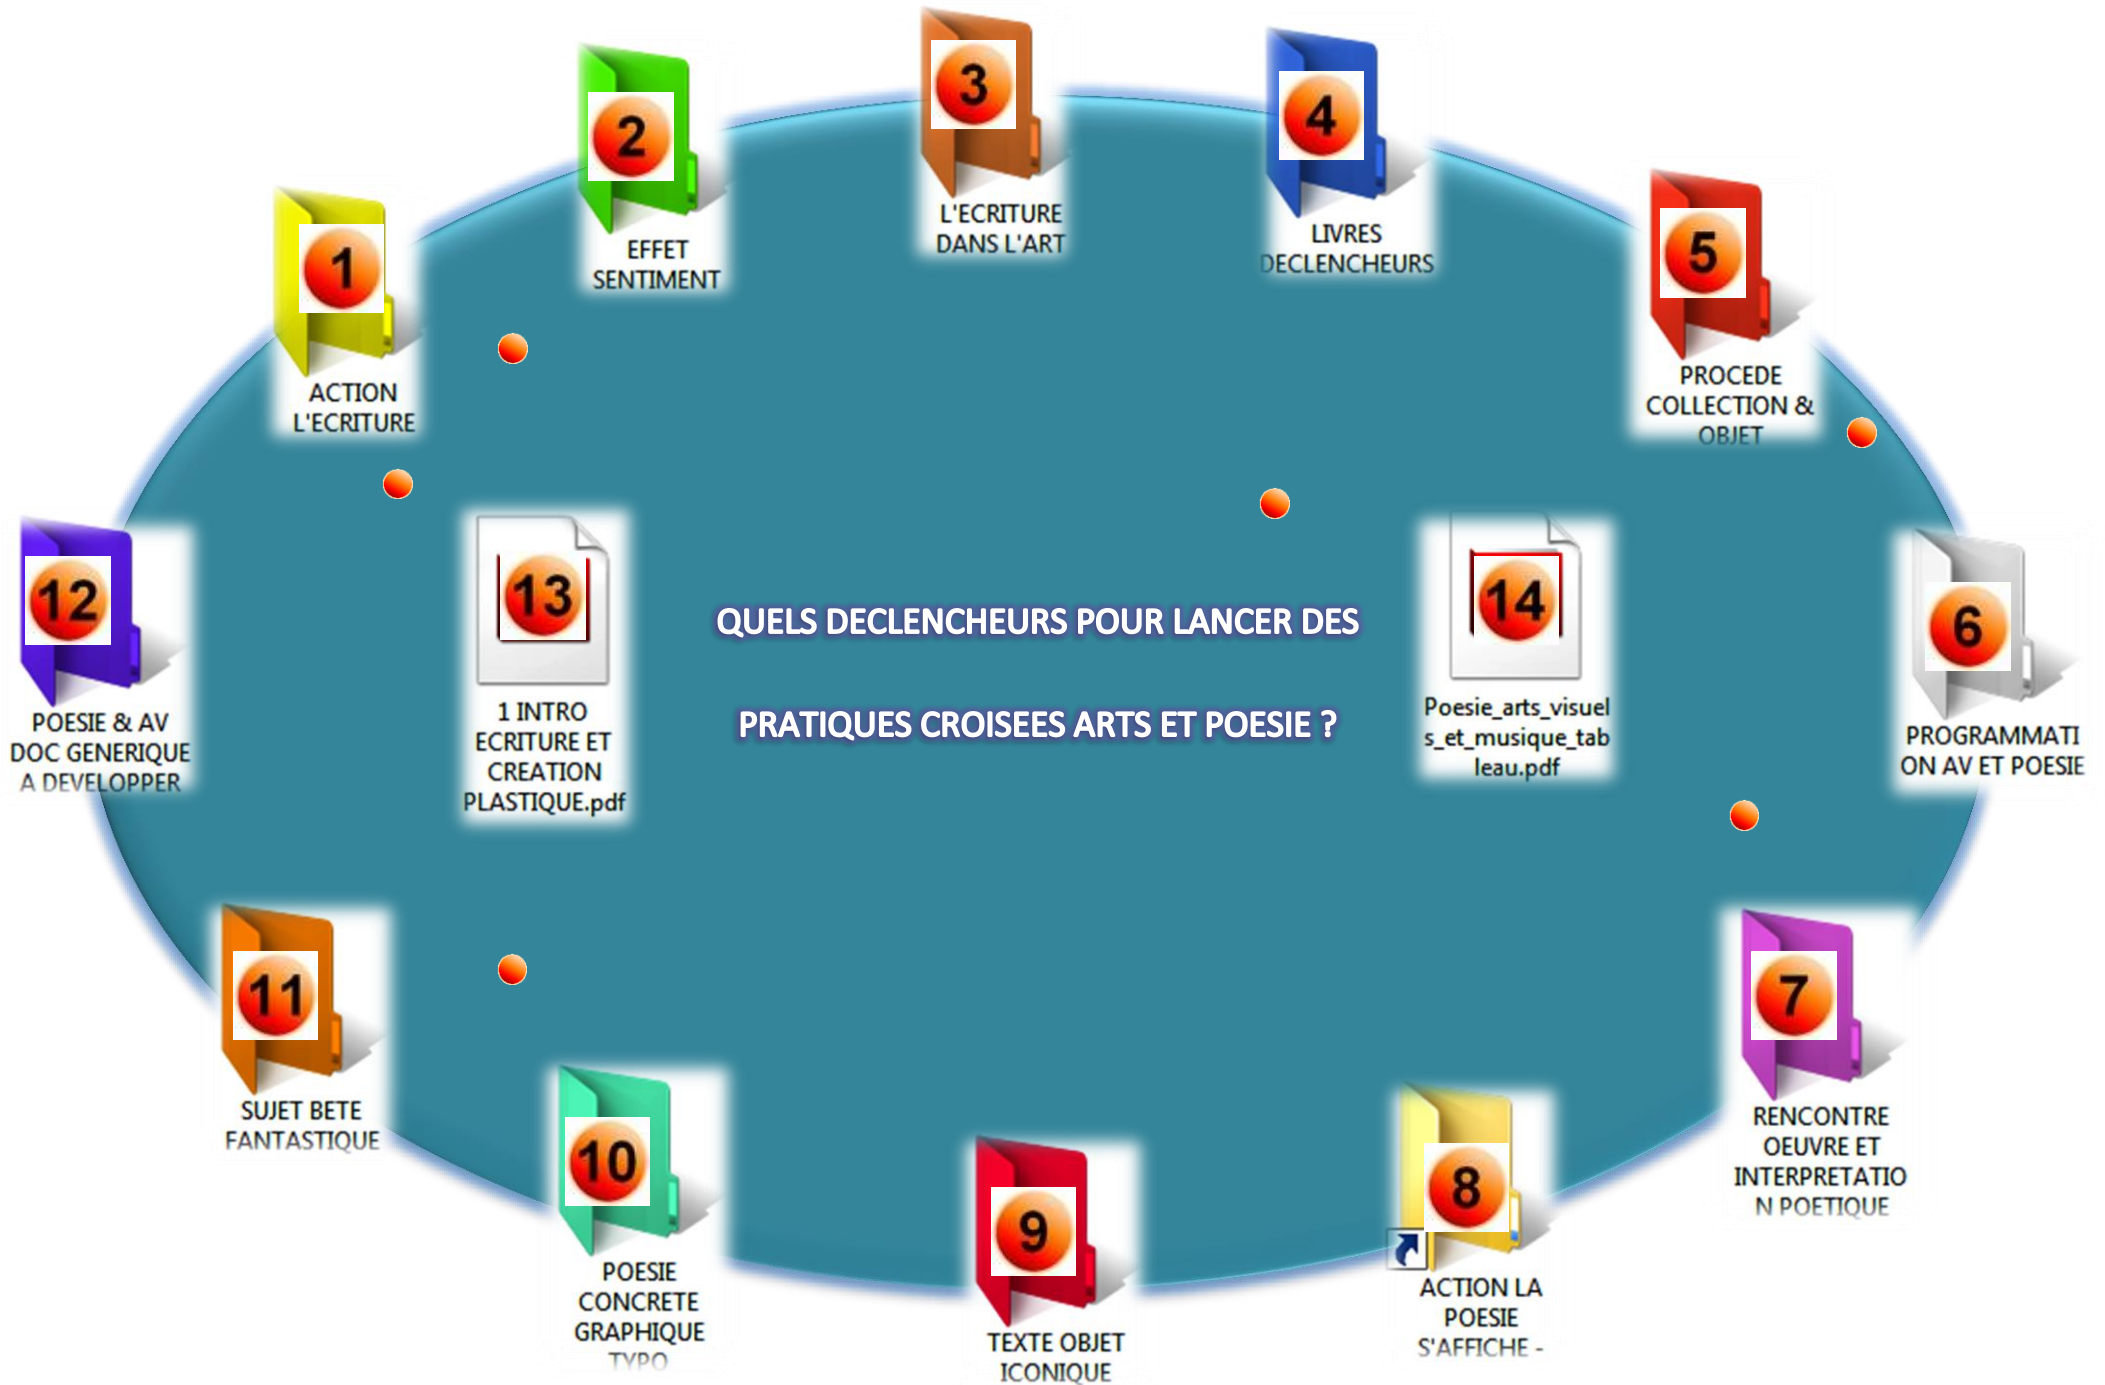 1
ACTION
L'ECRITURE
2
EFFET
SENTIMENT
3
L'ECRITURE
DANS L'ART
4
LIVRES
DECLENCHEURS
5
PROCEDE
COLLECTION &
OBJET
12
POESIE & AV
DOC GENERIQUE
A DEVELOPPER
13
1 INTRO
ECRITURE ET
CREATION
PLASTIQUE.pdf
QUELS DECLENCHEURS POUR LANCER DES
PRATIQUES CROISEES ARTS ET POESIE ?
14
Poesie_arts_visuel
s_et_musique_tab
leau.pdf
6
PROGRAMMATI
ON AV ET POESIE
11
SUJET BETE
FANTASTIQUE
10
POESIE
CONCRETE
GRAPHIQUE
TYPO
9
TEXTE OBJET
ICONIQUE
8
ACTION LA
POESIE
S'AFFICHE -
7
RENCONTRE
OEUVRE ET
INTERPRETATIO
N POETIQUE